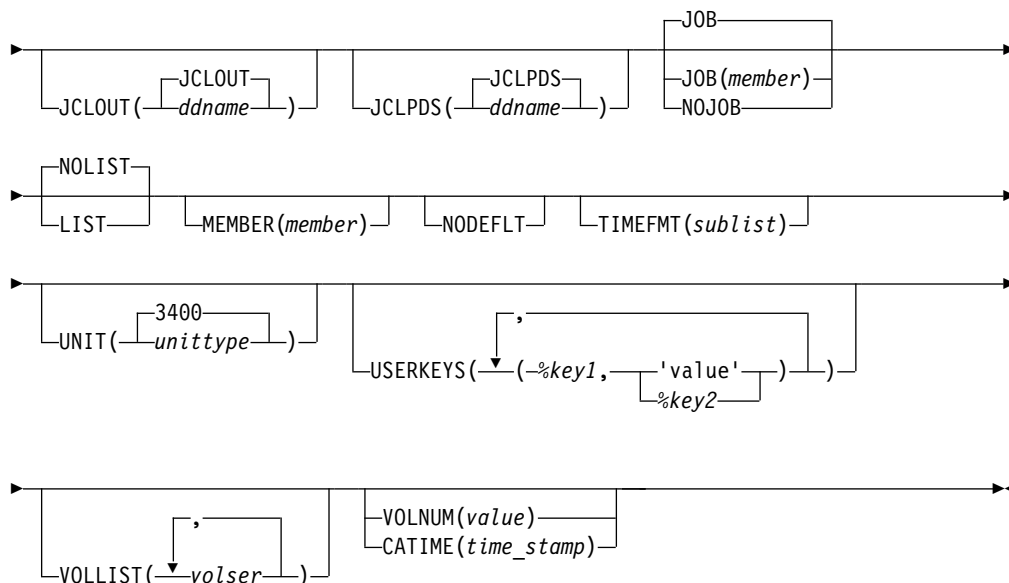 JOB
JCLOUT JCLPDS JOB(member)
JCLOUT( ddname ) JCLPDS( ddname ) NOJOB
NOLIST
LIST MEMBER(member) NODEFLT TIMEFMT(sublist)
3400 ,
UNIT( unittype )
USERKEYS( (%key1, 'value' ) )
%key2
, VOLNUM(value)
CATIME(time_stamp)
VOLLIST( volser )